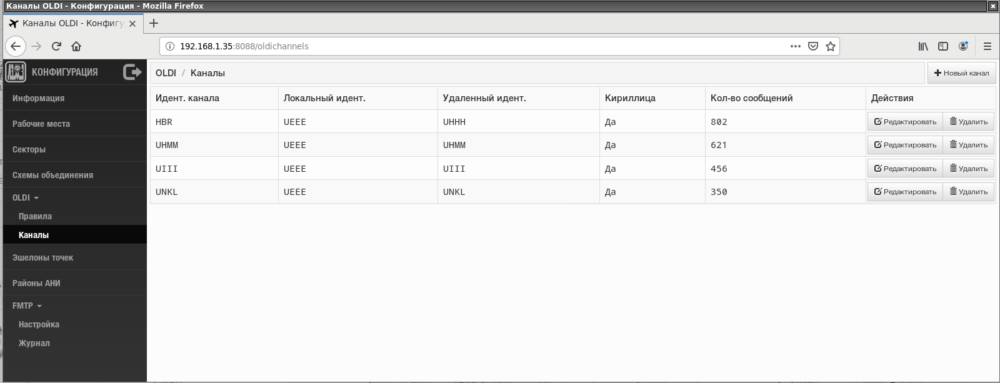 Каналы OLDI - Конфигурация - Mozilla Firefox
Каналы OLDI - Конфигу
192.168.1.35:8088/oldichannels
КОНФИГУРАЦИЯ
Информация
Рабочие места
Секторы
Схемы объединения
OLDI
Правила
Каналы
Эшелоны точек
Районы АНИ
FMTP
Настройка
Журнал
OLDI / Каналы
Новый канал
Идент. канала Локальный идент. Удаленный идент. Кириллица Кол-во сообщений Действия
HBR UEEE UHHH Да 802 Редактировать Удалить
UHMM UEEE UHMM Да 621 Редактировать Удалить
UIII UEEE UIII Да 456 Редактировать Удалить
UNKL UEEE UNKL Да 350 Редактировать Удалить